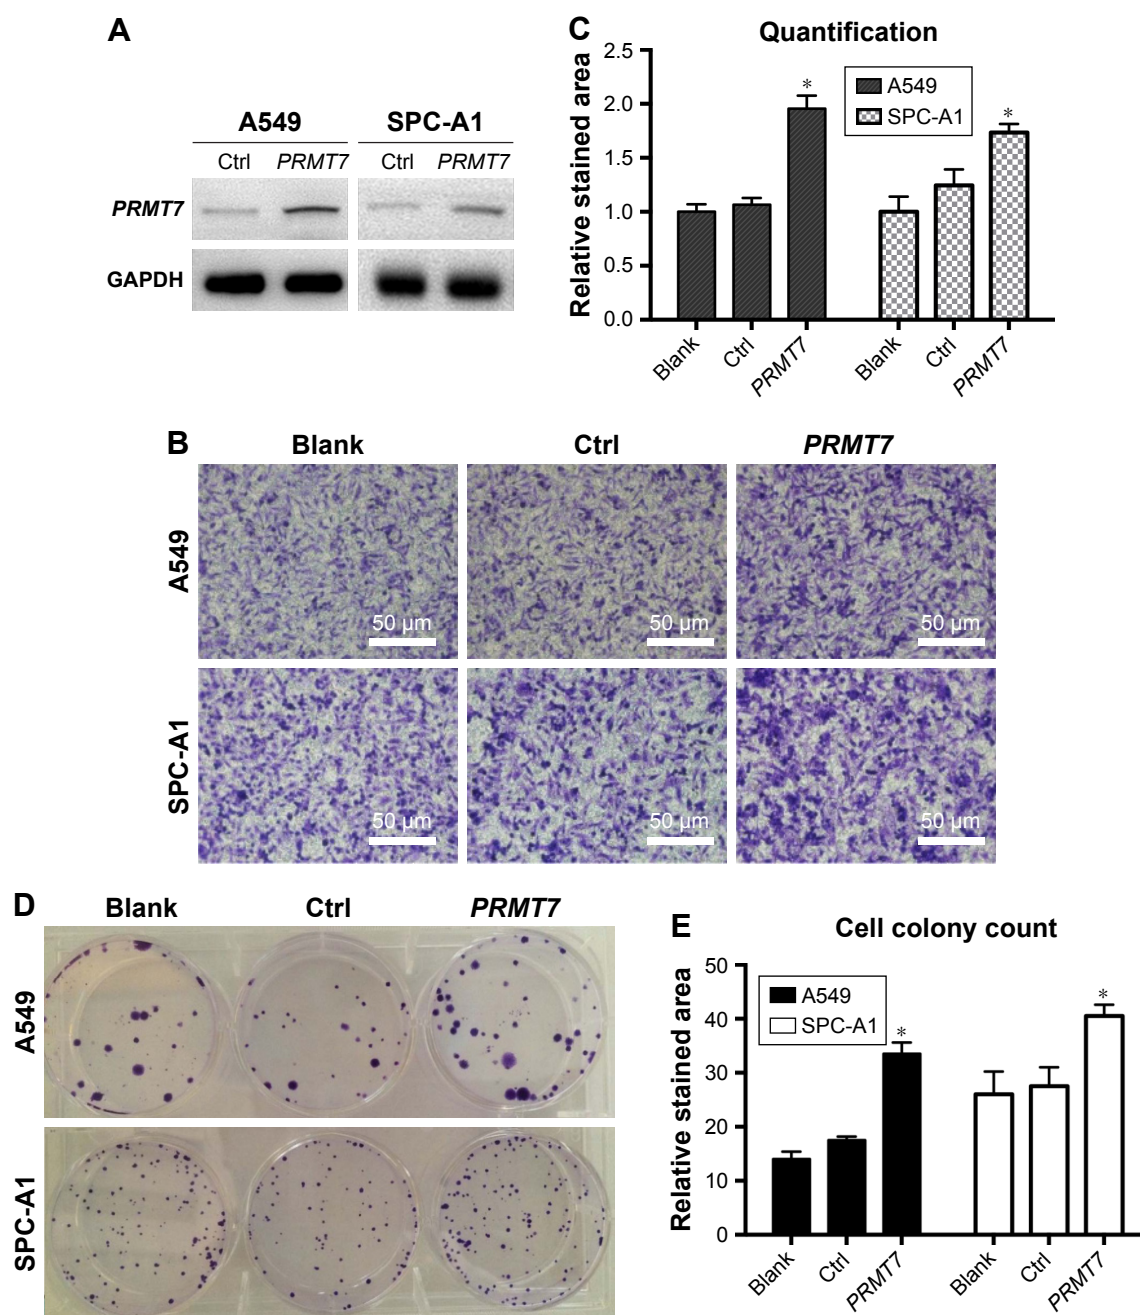 A
A549 SPC-A1
Ctrl PRMT7 Ctrl PRMT7
PRMT7
GAPDH
C
Quantification
Relative stained area
2.5
2.0
1.5
1.0
0.5
0.0
A549
SPC-A1
*
*
Blank Ctrl PRMT7 Blank Ctrl PRMT7
B
Blank Ctrl PRMT7
A549
50 µm 50 µm 50 µm
SPC-A1
50 µm 50 µm 50 µm
D
Blank Ctrl PRMT7
A549
SPC-A1
E
Cell colony count
Relative stained area
50
40
30
20
10
0
A549
SPC-A1
*
*
Blank Ctrl PRMT7 Blank Ctrl PRMT7